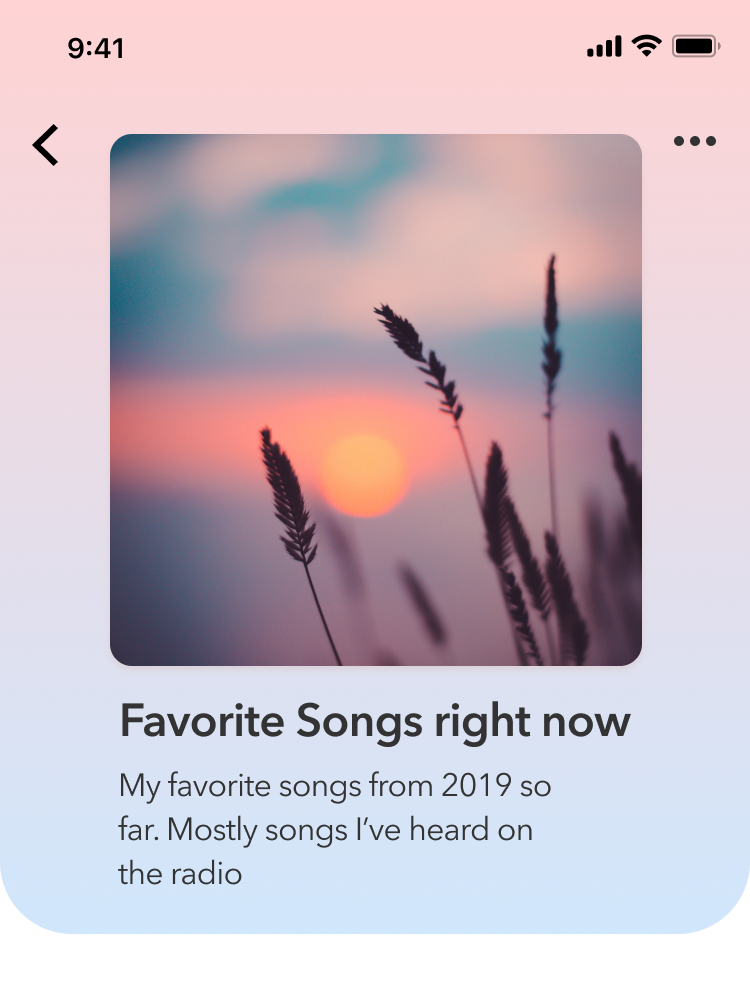 9:41
Favorite Songs right now
My favorite songs from 2019 so
far. Mostly songs I’ve heard on
the radio